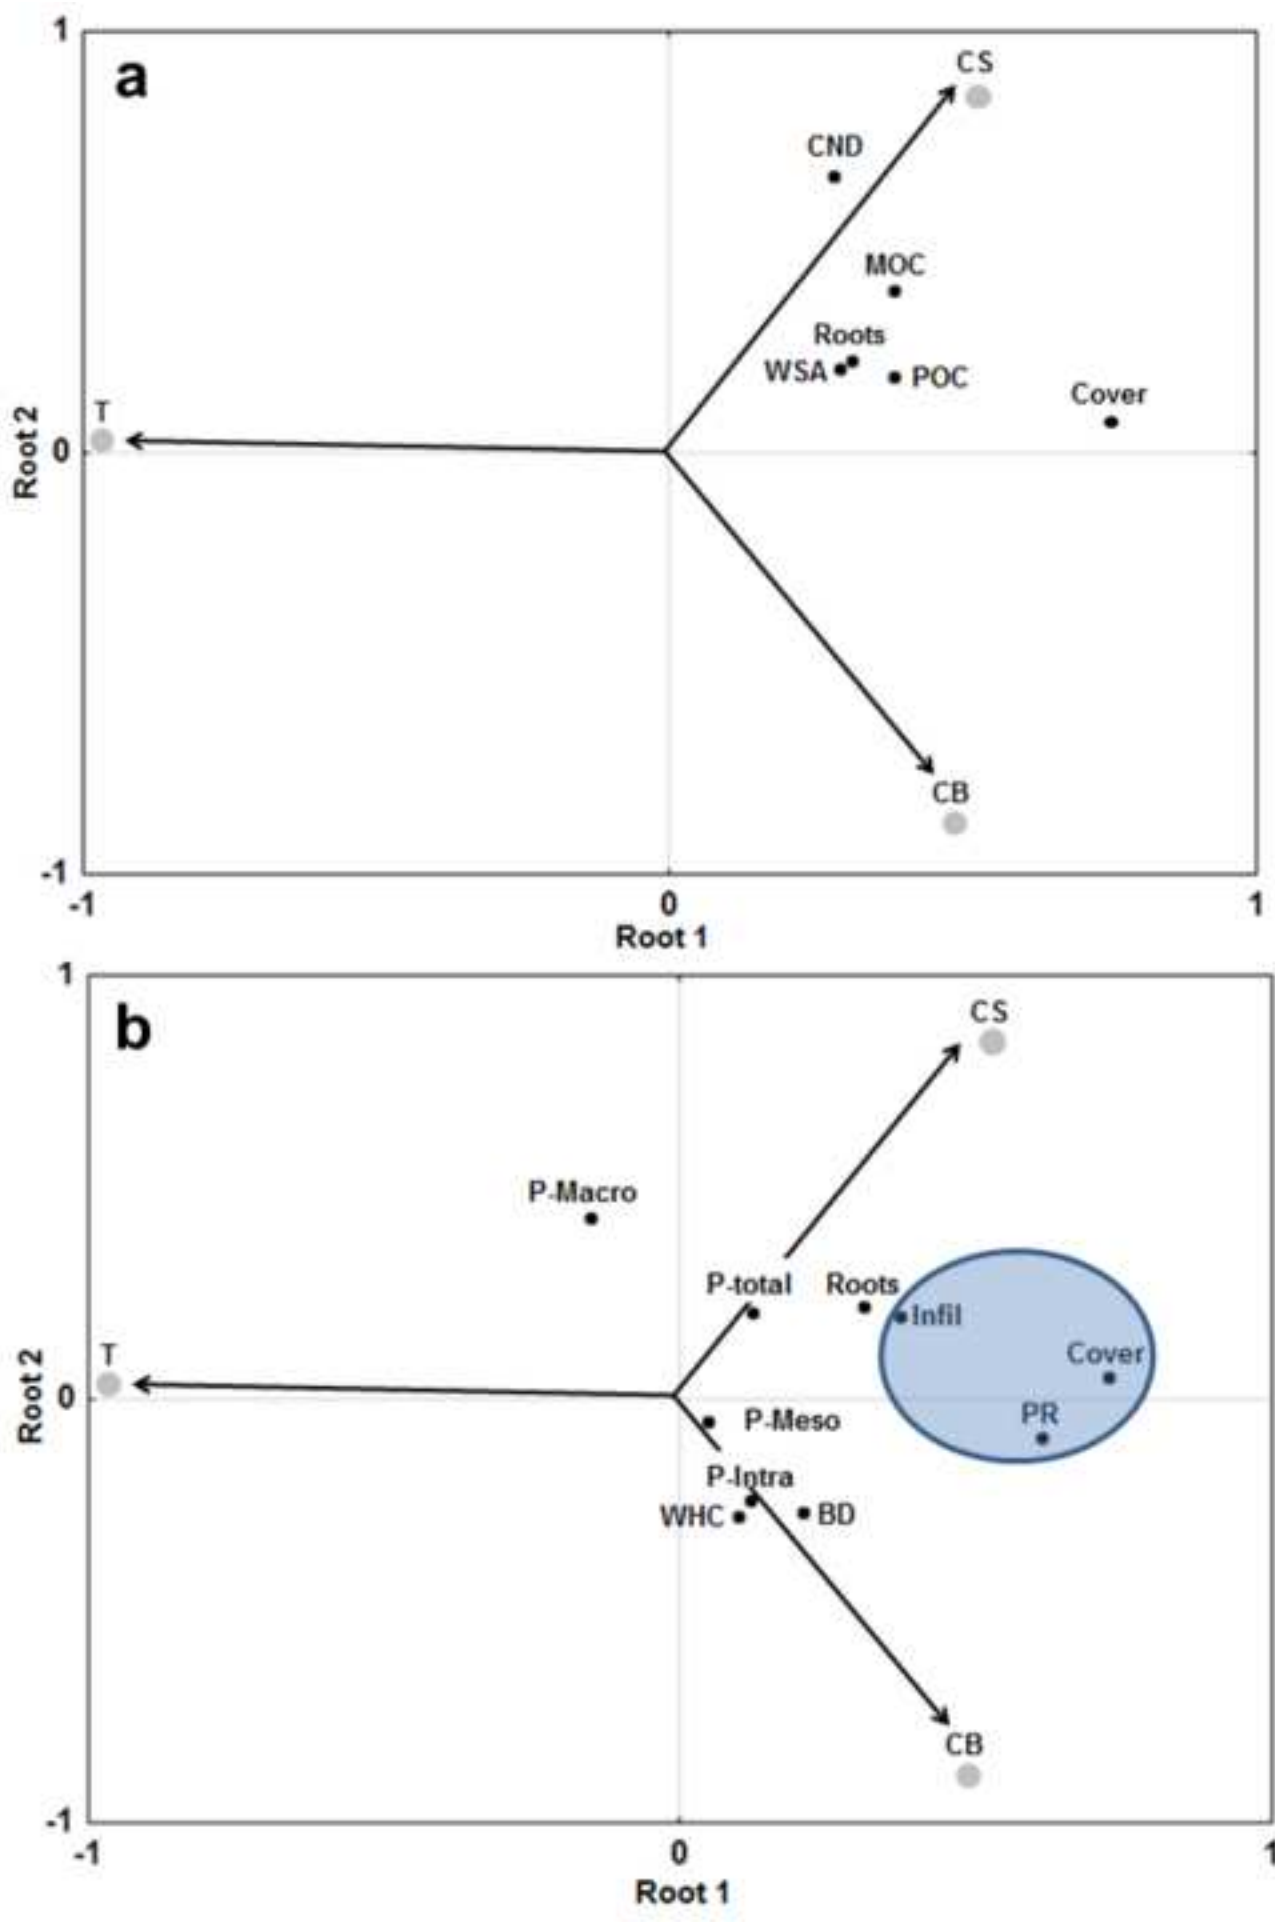 1
a
CS
CND
MOC
Roots
WSA
POC
Cover
T
0
Root 2
CB
-1
-1
0
1
Root 1
1
b
CS
P-Macro
P-total
Roots
Infil
Cover
T
0
Root 2
PR
P-Meso
P-Intra
WHC
BD
CB
-1
-1
0
1
Root 1